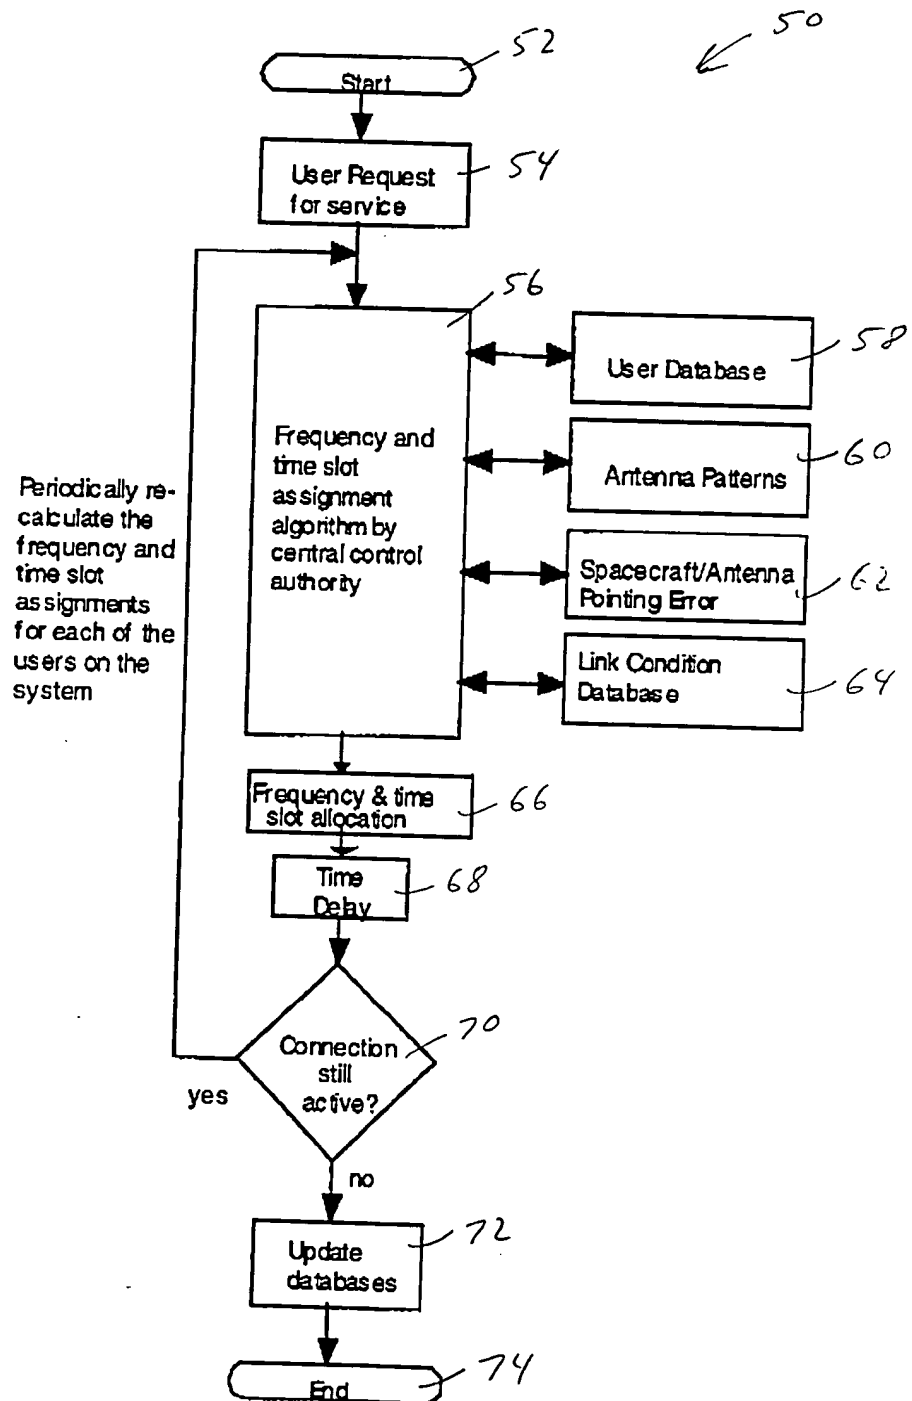 50
52
Start
54
User Request
for service
56
58
User Database
Frequency and
time slot
assignment
algorithm by
central control
authority
60
Antenna Patterns
Periodically re-
calculate the
frequency and
time slot
assignments
for each of the
users on the
system
62
Spacecraft/Antenna
Pointing Error
64
Link Condition
Database
66
Frequency & time
slot allocation
68
Time
Delay
70
Connection
still
active?
yes
no
72
Update
databases
74
End